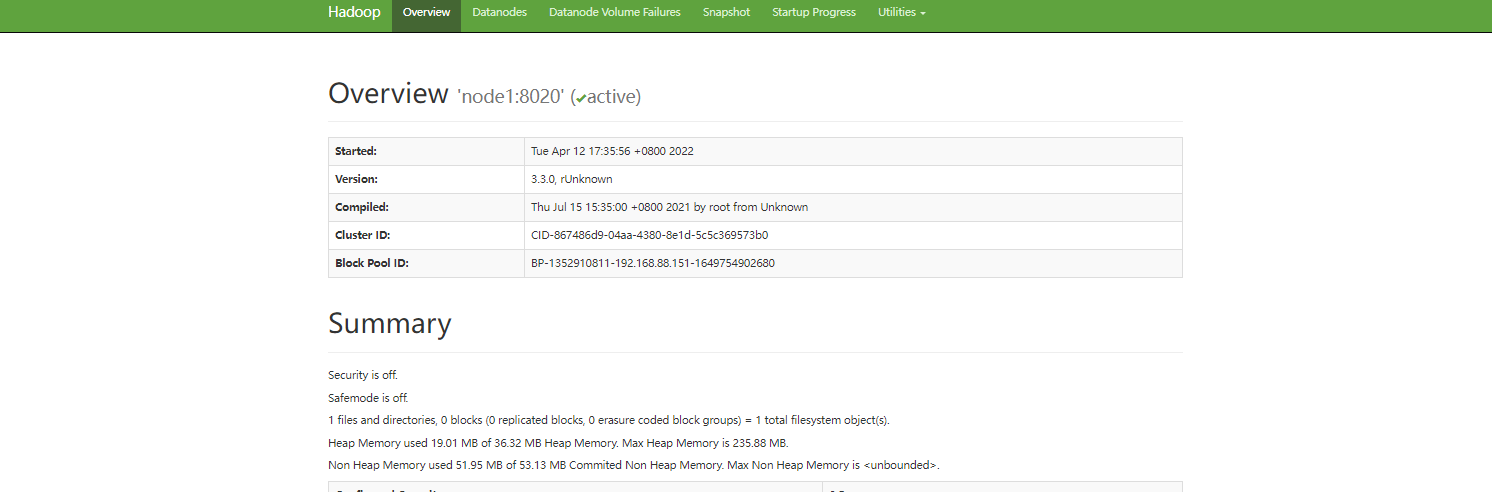 Hadoop Overview Datanodes Datanode Volume Failures Snapshot Startup Progress Utilities
Overview 'node1:8020' (✔active)
Started: Tue Apr 12 17:35:56 +0800 2022
Version: 3.3.0, rUnknown
Compiled: Thu Jul 15 15:35:00 +0800 2021 by root from Unknown
Cluster ID: CID-867486d9-04aa-4380-8e1d-5c5c369573b0
Block Pool ID: BP-1352910811-192.168.88.151-1649754902680
Summary
Security is off.
Safemode is off.
1 files and directories, 0 blocks (0 replicated blocks, 0 erasure coded block groups) = 1 total filesystem object(s).
Heap Memory used 19.01 MB of 36.32 MB Heap Memory. Max Heap Memory is 235.88 MB.
Non Heap Memory used 51.95 MB of 53.13 MB Commited Non Heap Memory. Max Non Heap Memory is <unbounded>.